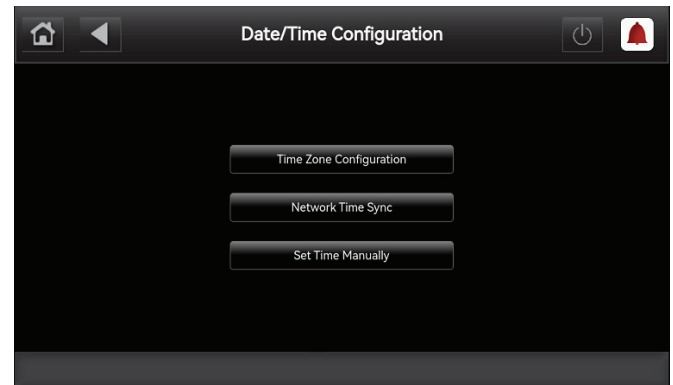 Date/Time Configuration
Time Zone Configuration
Network Time Sync
Set Time Manually